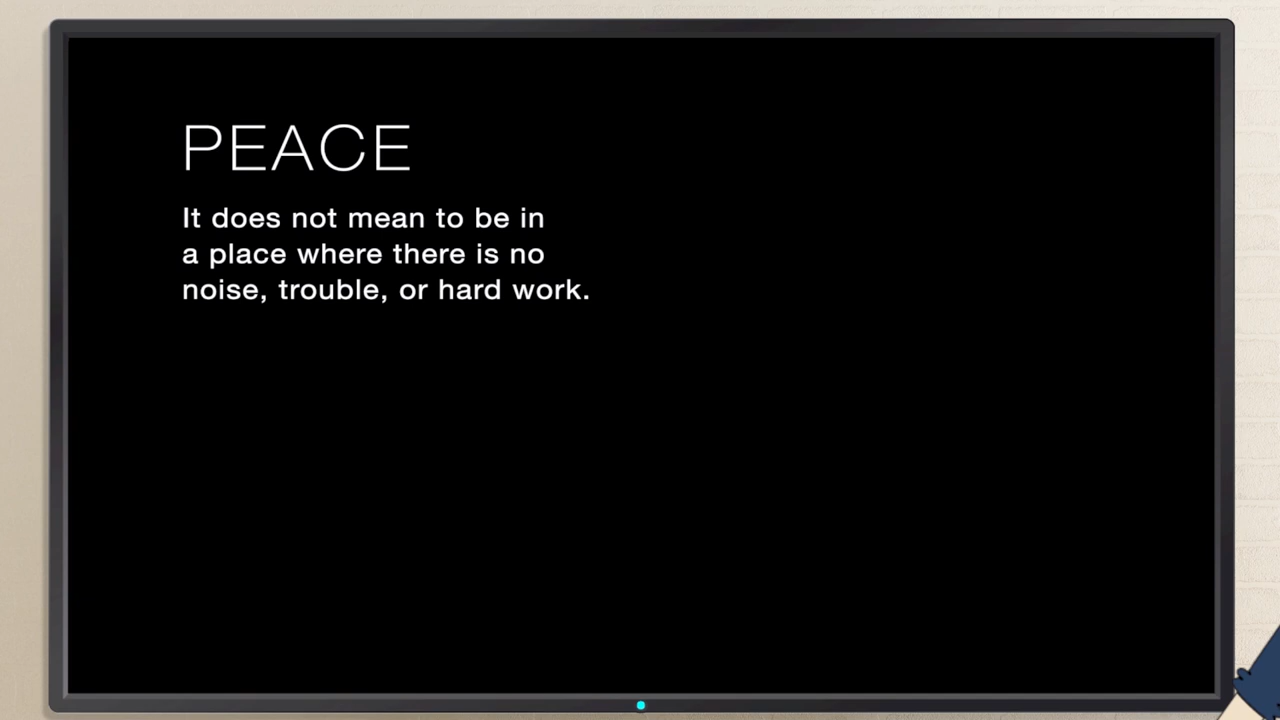 PEACE
It does not mean to be in
a place where there is no
noise, trouble, or hard work.